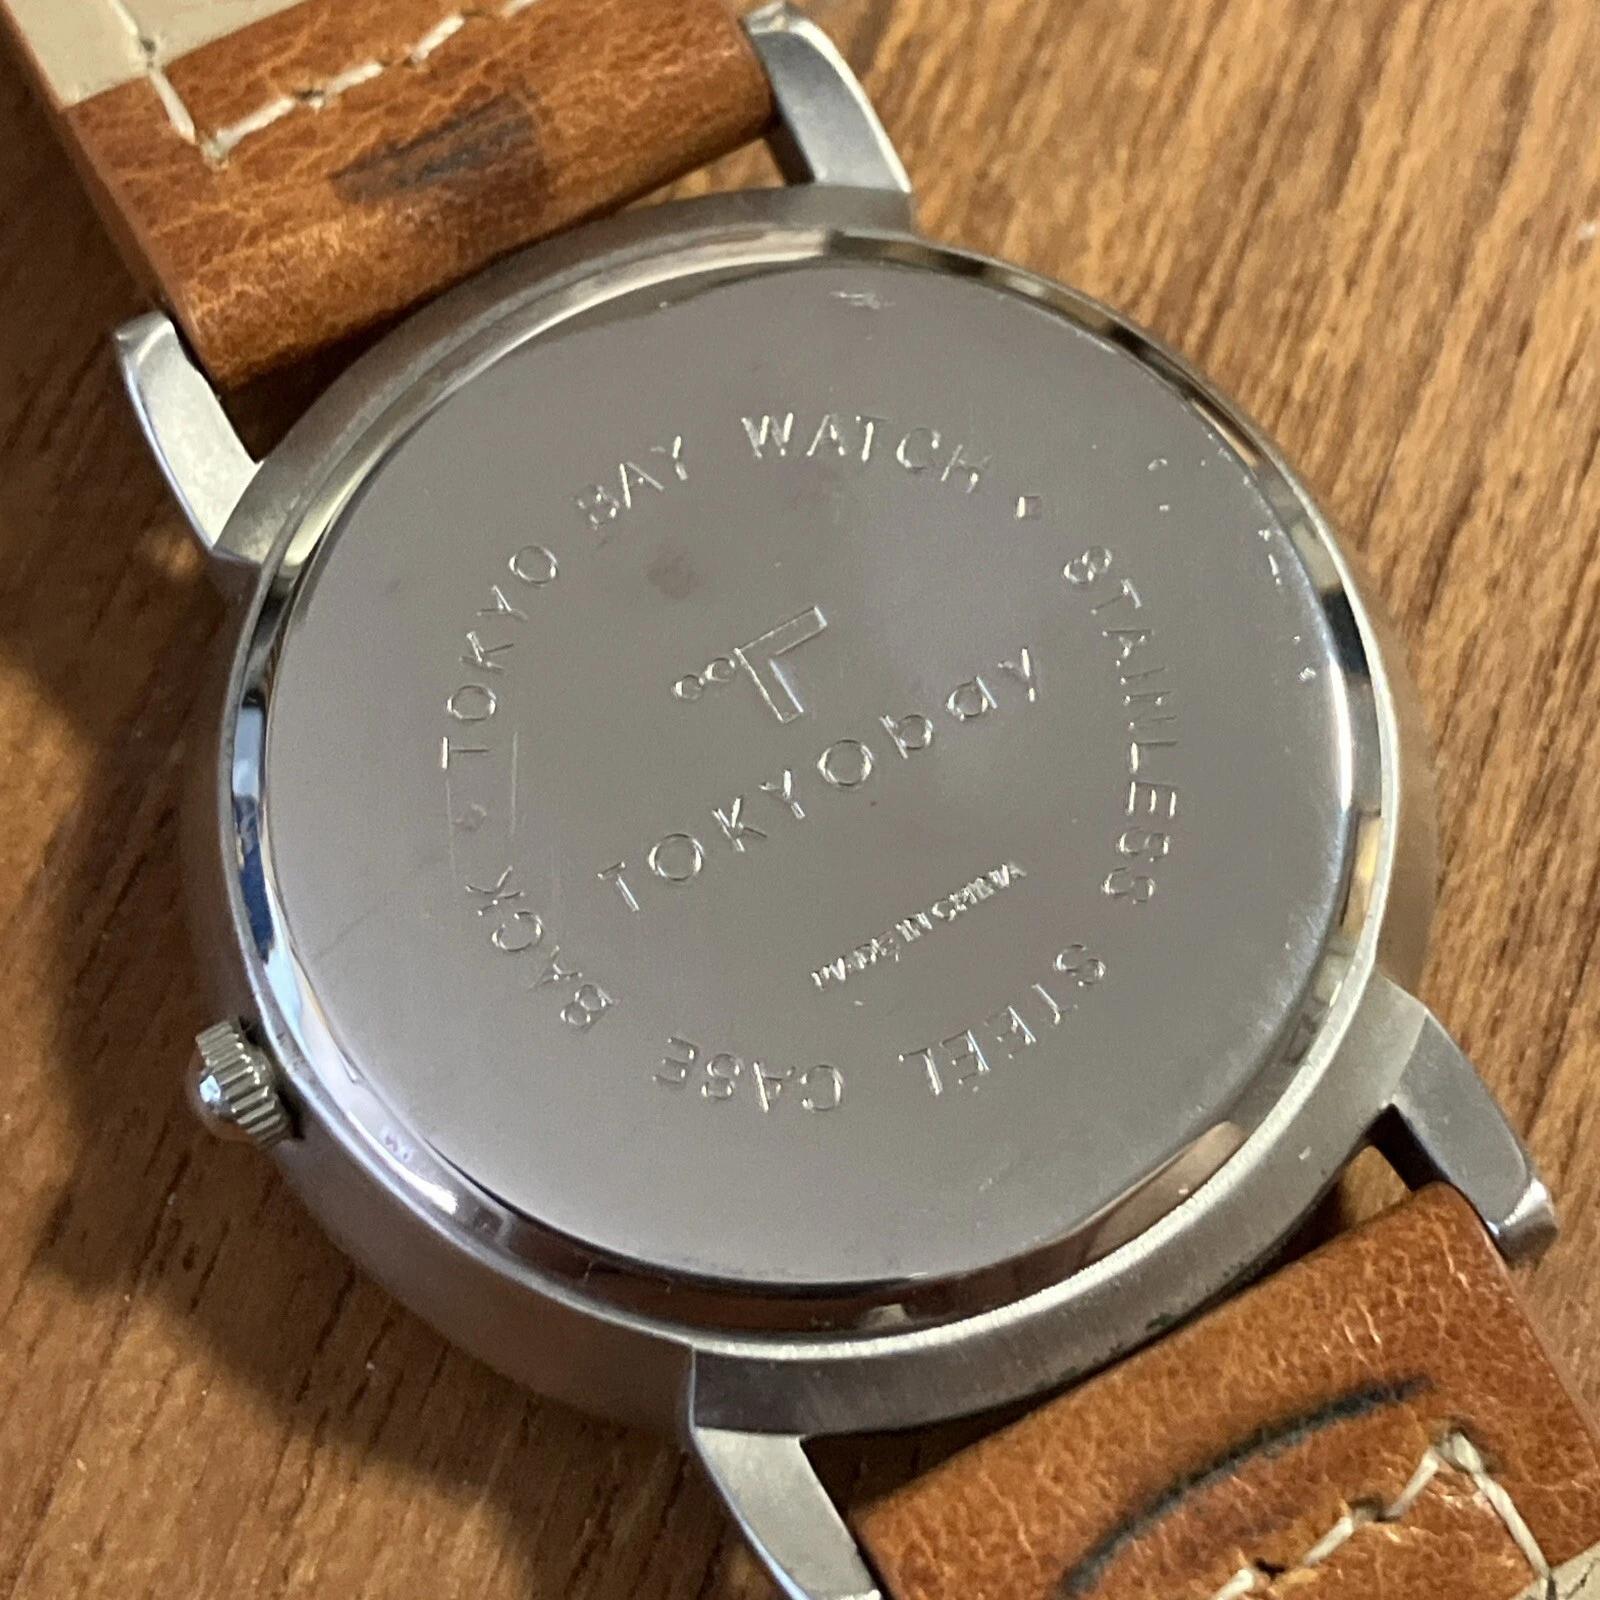 TOKYO BAY WATCH • STAINLESS STEEL CASE BACK •
TOKYObay
MADE IN CHINA